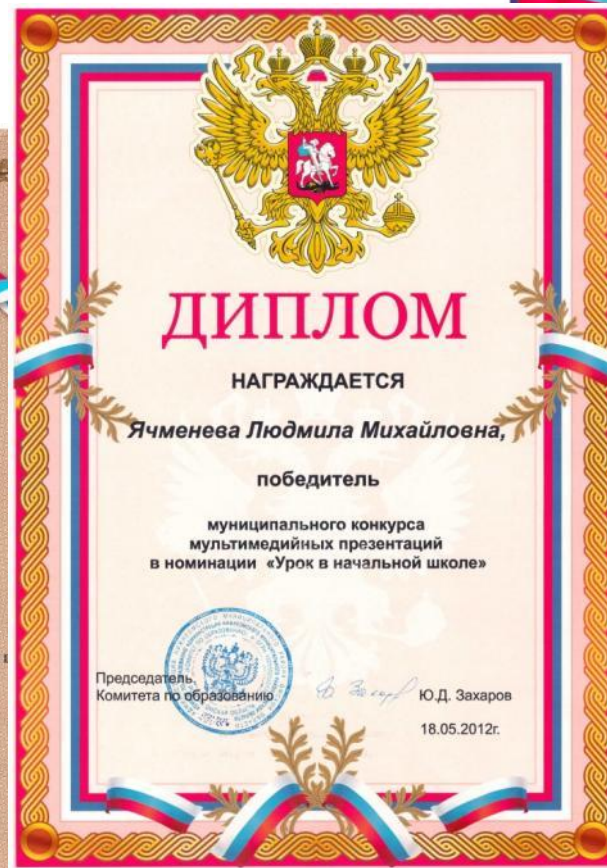 ДИПЛОМ
НАГРАЖДАЕТСЯ
Ячменева Людмила Михайловна,
победитель
муниципального конкурса
мультимедийных презентаций
в номинации «Урок в начальной школе»
Председатель
Комитета по образованию
Ю.Д. Захаров
18.05.2012г.